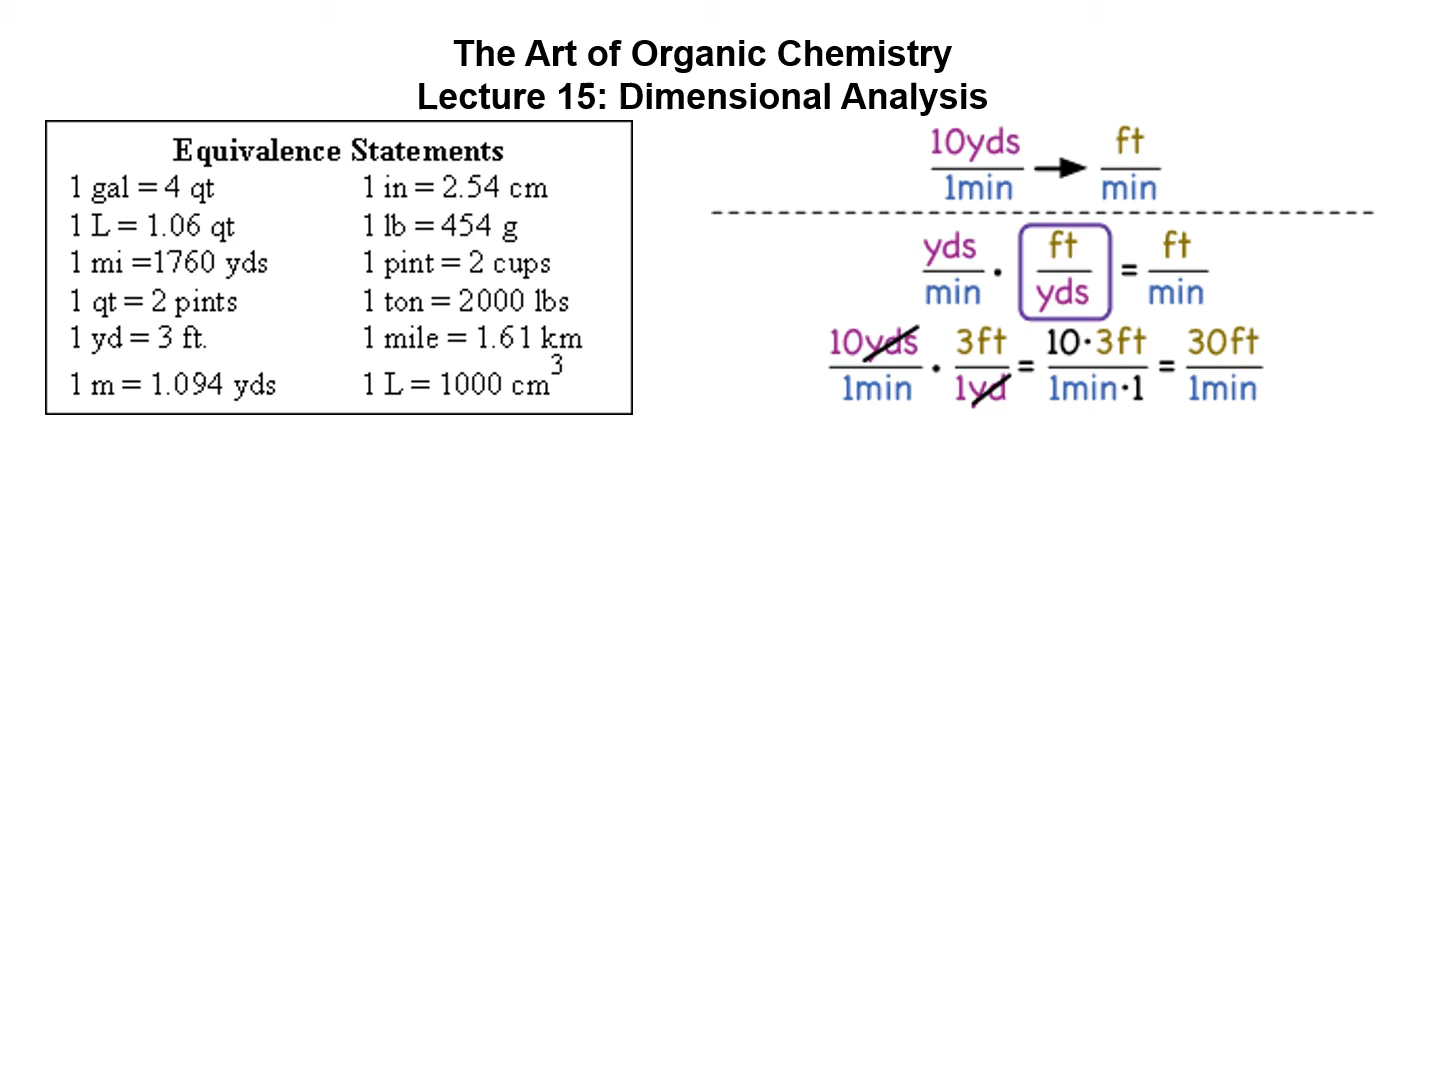 The Art of Organic Chemistry
Lecture 15: Dimensional Analysis
Equivalence Statements
1 gal = 4 qt
1 L = 1.06 qt
1 mi =1760 yds
1 qt = 2 pints
1 yd = 3 ft.
1 m = 1.094 yds
1 in = 2.54 cm
1 lb = 454 g
1 pint = 2 cups
1 ton = 2000 lbs
1 mile = 1.61 km
1 L = 1000 cm³
10yds/1min → ft/min
yds/min · ft/yds = ft/min
10yds/1min · 3ft/1yd = 10·3ft/1min·1 = 30ft/1min